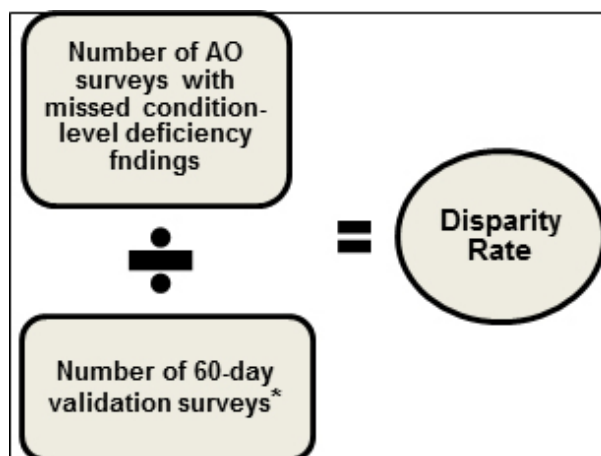 Number of AO
surveys with
missed condition-
level deficiency
fndings
÷
=
Disparity
Rate
Number of 60-day
validation surveys*